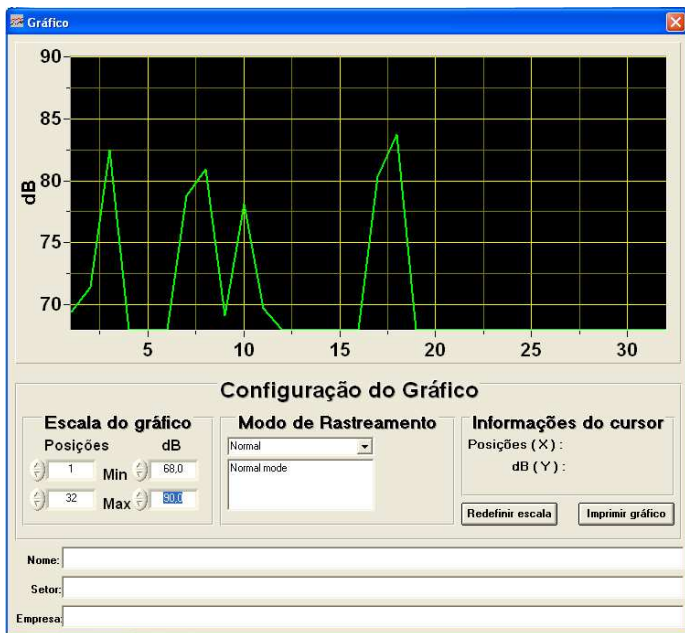 Gráfico
90
85
80
75
70
dB
5 10 15 20 25 30
Configuração do Gráfico
Escala do gráfico
Posições dB
1 Min 68,0
32 Max 90,0
Modo de Rastreamento
Normal
Normal mode
Informações do cursor
Posições ( X ) :
dB ( Y ) :
Redefinir escala
Imprimir gráfico
Nome:
Setor:
Empresa: